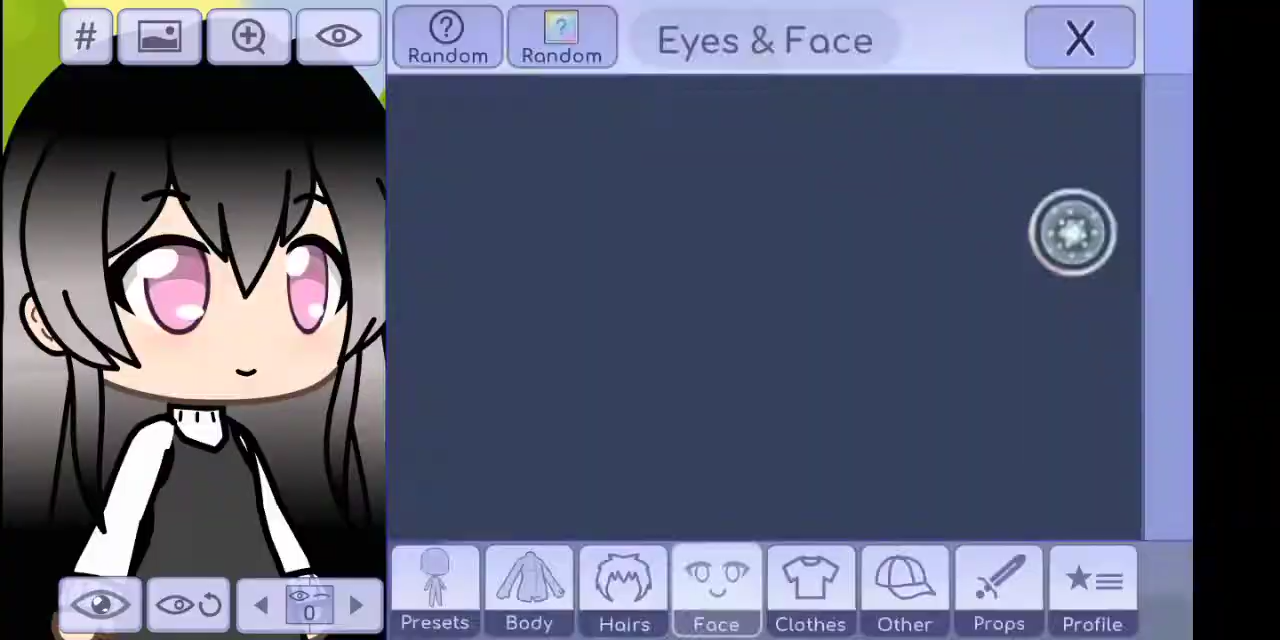 #
? Random
? Random
Eyes & Face
X
0
Presets
Body
Hairs
Face
Clothes
Other
Props
Profile